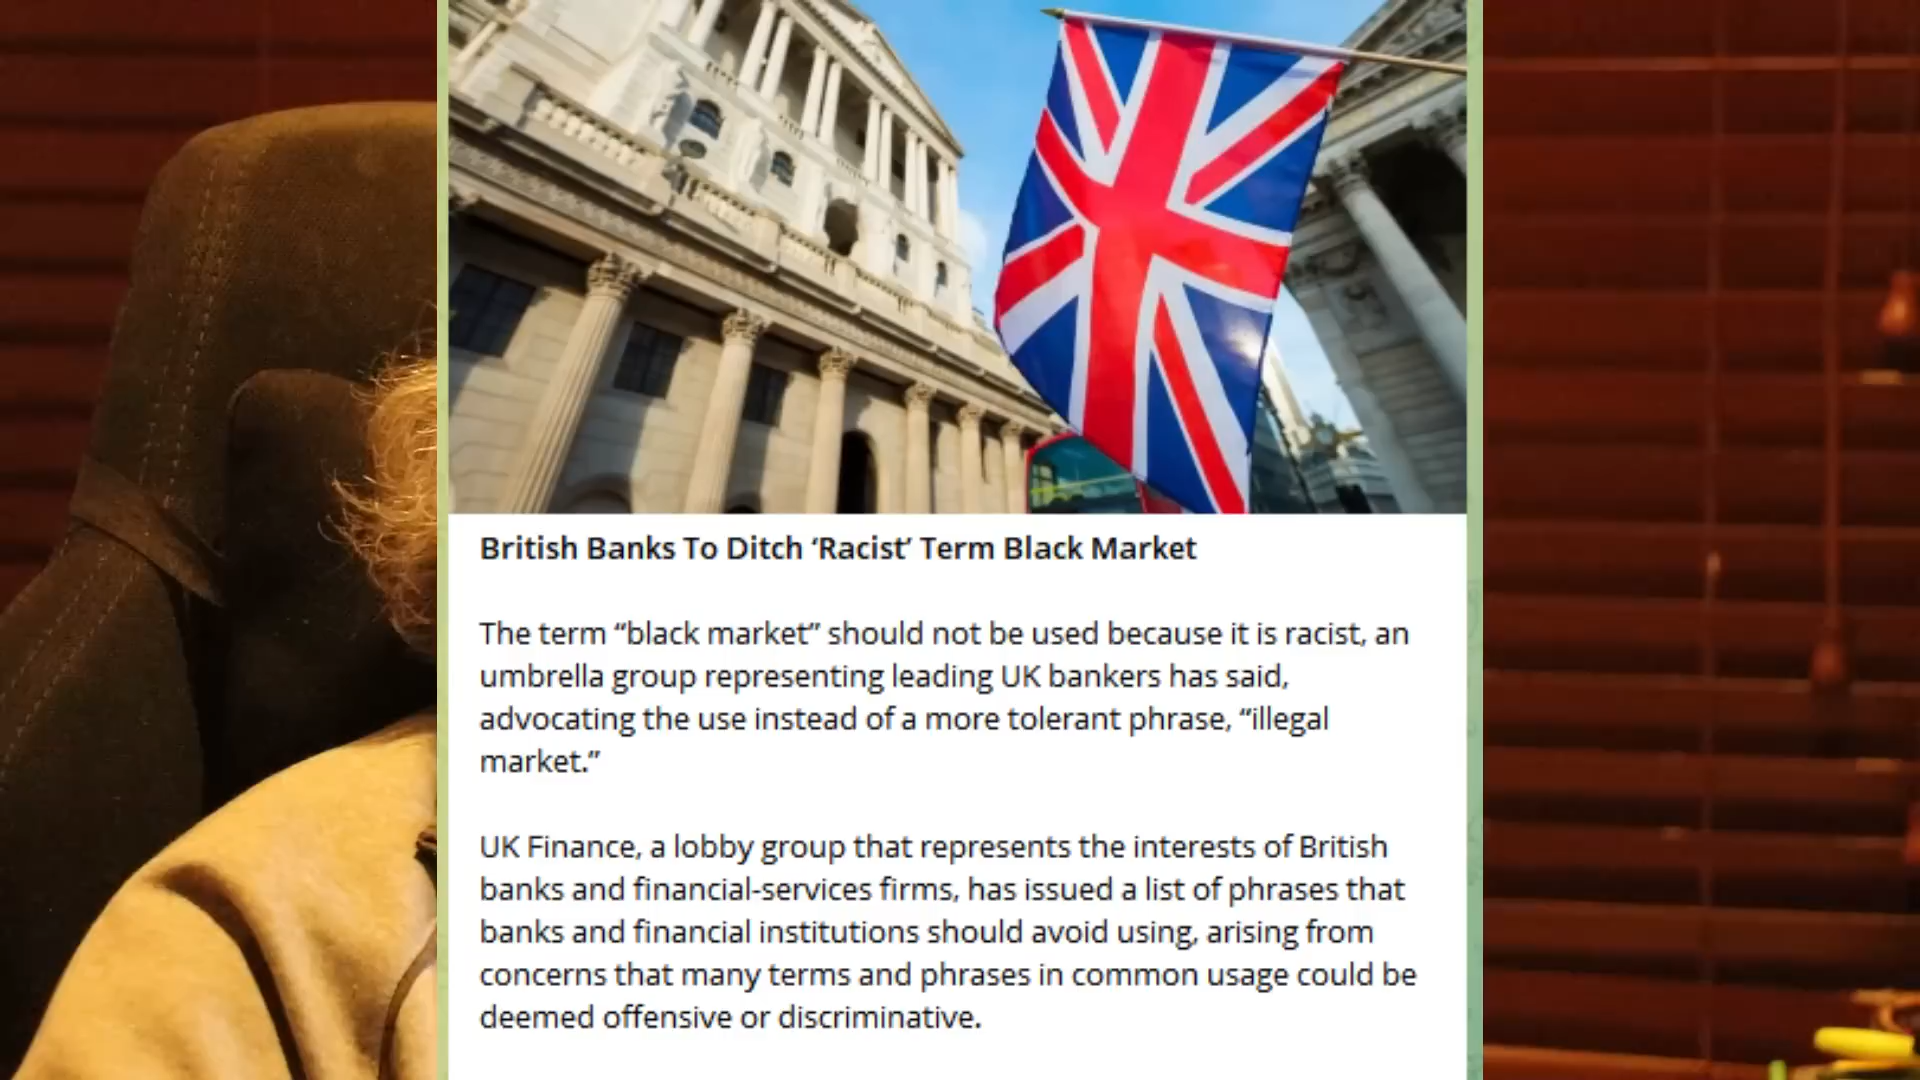 British Banks To Ditch ‘Racist’ Term Black Market
The term “black market” should not be used because it is racist, an
umbrella group representing leading UK bankers has said,
advocating the use instead of a more tolerant phrase, “illegal
market.”
UK Finance, a lobby group that represents the interests of British
banks and financial-services firms, has issued a list of phrases that
banks and financial institutions should avoid using, arising from
concerns that many terms and phrases in common usage could be
deemed offensive or discriminative.